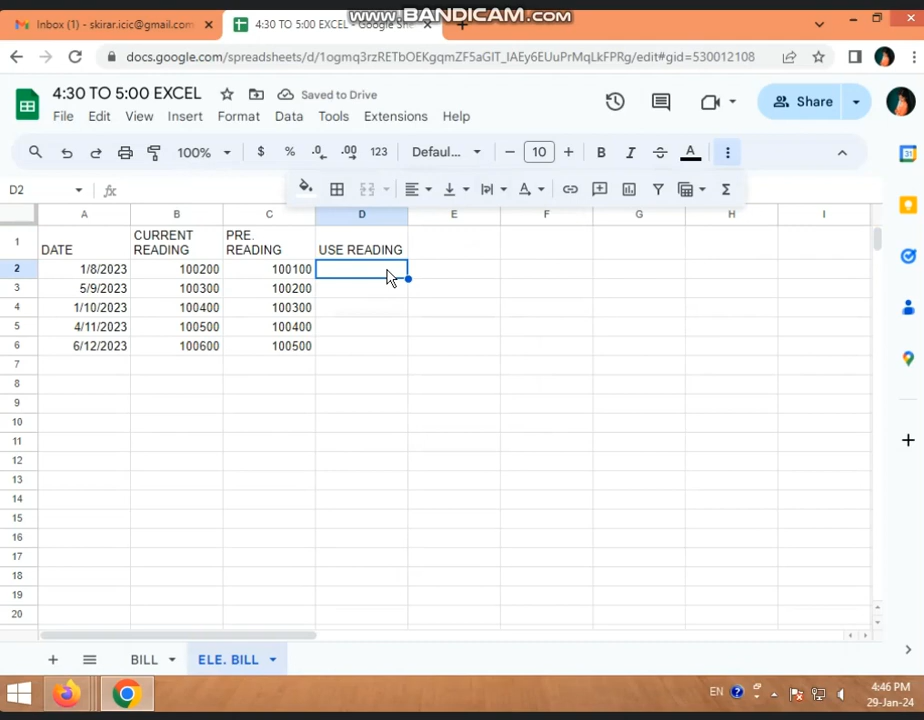 www.BANDICAM.com
Inbox (1) - skirar.icic@gmail.com
4:30 TO 5:00 EXCEL - Google Sh
docs.google.com/spreadsheets/d/1ogmq3rzRETbOEKgqmZF5aGlT_IAEy6EUuPrMqLkFPRg/edit#gid=530012108
4:30 TO 5:00 EXCEL
Saved to Drive
Share
File Edit View Insert Format Data Tools Extensions Help
100% $ % .0 .00 123 Defaul... 10 B I A
D2 fx
A B C D E F G H I
1 DATE CURRENT READING PRE. READING USE READING
2 1/8/2023 100200 100100
3 5/9/2023 100300 100200
4 1/10/2023 100400 100300
5 4/11/2023 100500 100400
6 6/12/2023 100600 100500
7
8
9
10
11
12
13
14
15
16
17
18
19
20
BILL ELE. BILL
EN 4:46 PM
29-Jan-24